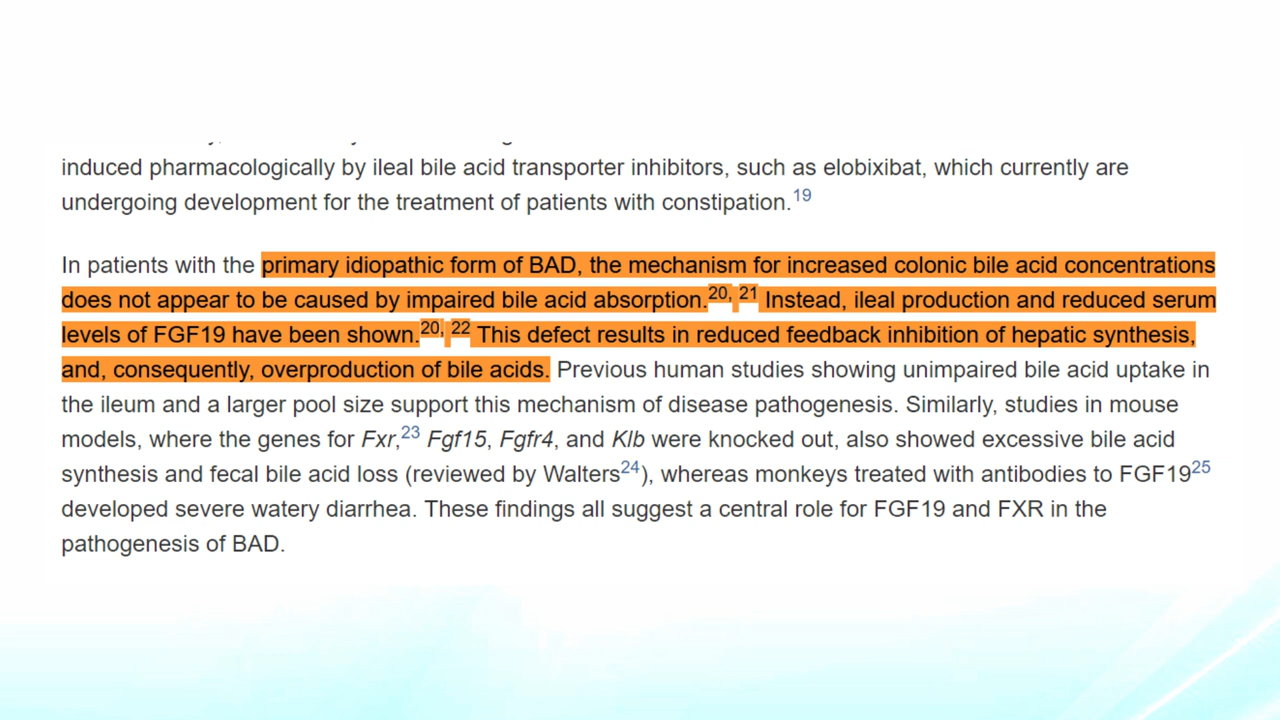 induced pharmacologically by ileal bile acid transporter inhibitors, such as elobixibat, which currently are
undergoing development for the treatment of patients with constipation.19
In patients with the primary idiopathic form of BAD, the mechanism for increased colonic bile acid concentrations
does not appear to be caused by impaired bile acid absorption.20, 21 Instead, ileal production and reduced serum
levels of FGF19 have been shown.20, 22 This defect results in reduced feedback inhibition of hepatic synthesis,
and, consequently, overproduction of bile acids. Previous human studies showing unimpaired bile acid uptake in
the ileum and a larger pool size support this mechanism of disease pathogenesis. Similarly, studies in mouse
models, where the genes for Fxr,23 Fgf15, Fgfr4, and Klb were knocked out, also showed excessive bile acid
synthesis and fecal bile acid loss (reviewed by Walters24), whereas monkeys treated with antibodies to FGF1925
developed severe watery diarrhea. These findings all suggest a central role for FGF19 and FXR in the
pathogenesis of BAD.